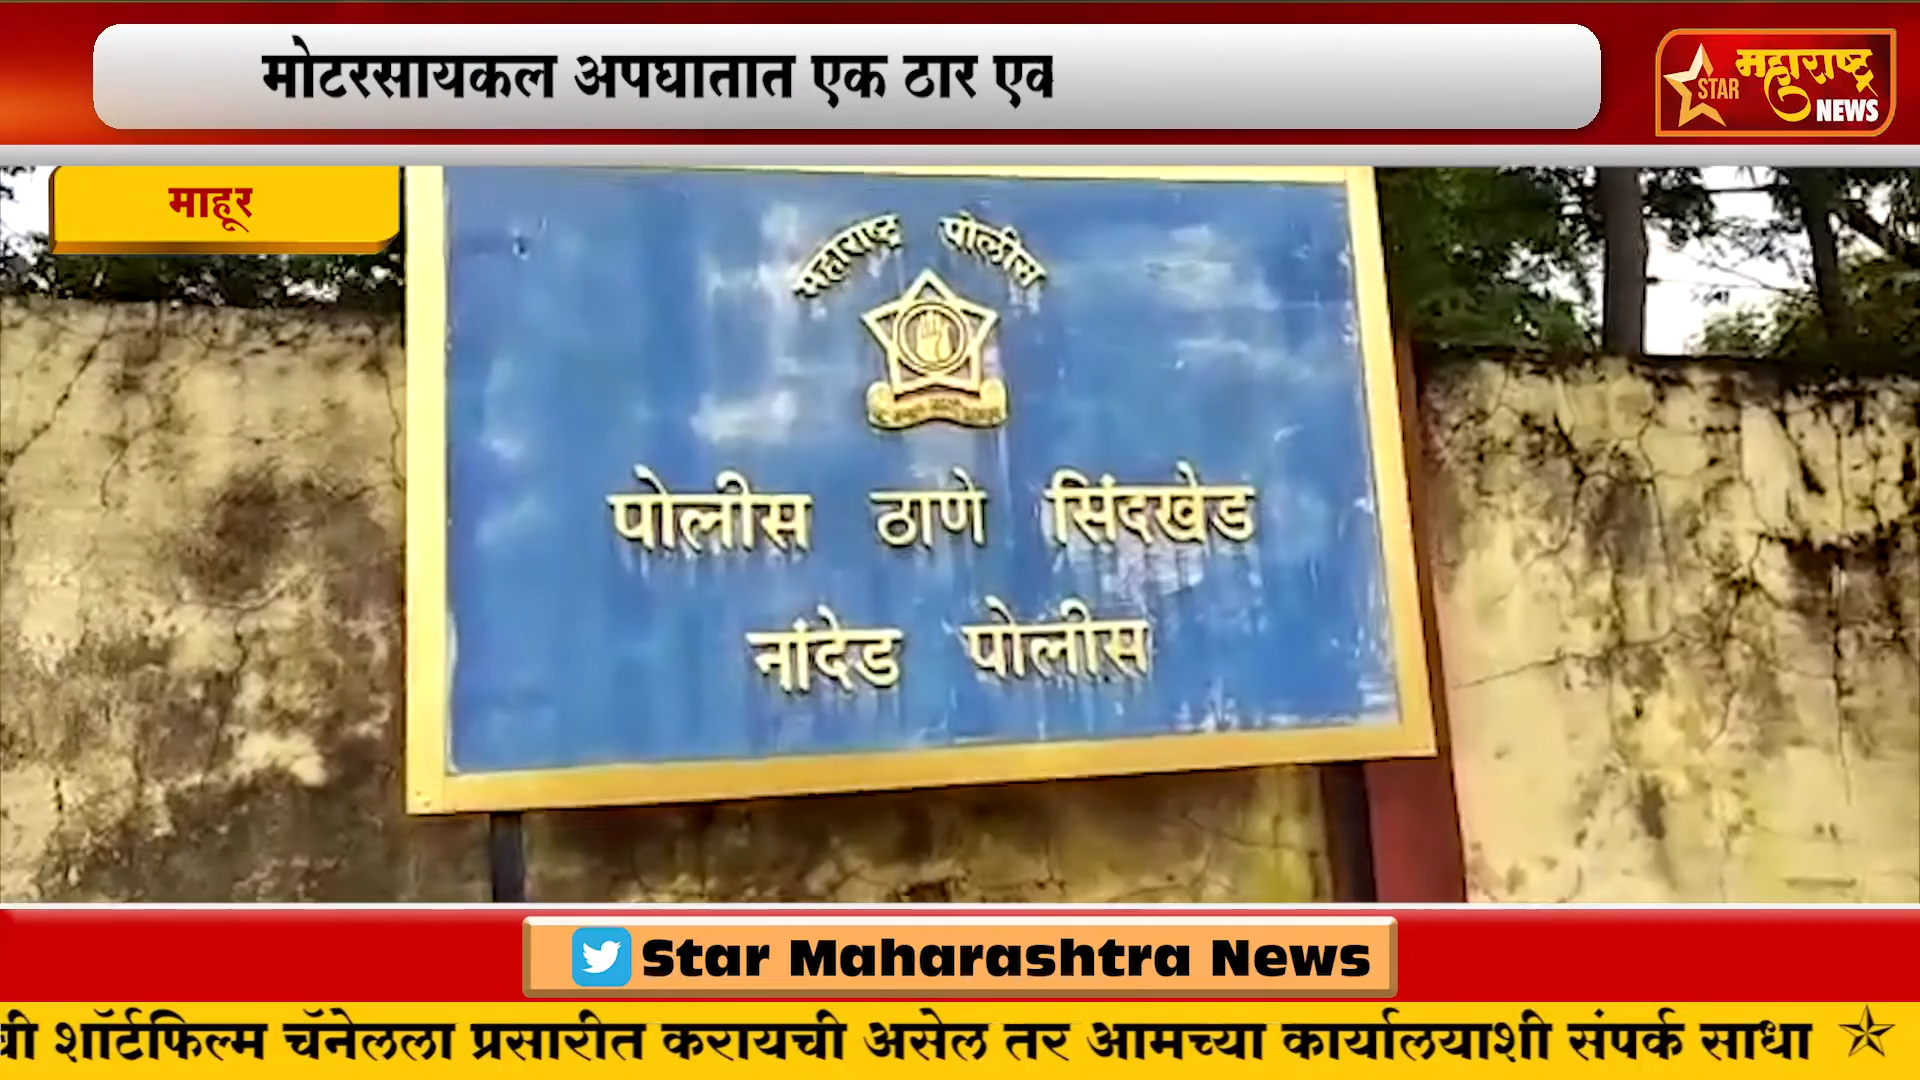 मोटरसायकल अपघातात एक ठार एव
STAR महाराष्ट्र NEWS
माहूर
महाराष्ट्र पोलीस
पोलीस ठाणे सिंदखेड
नांदेड पोलीस
Star Maharashtra News
शॉर्टफिल्म चॅनेलला प्रसारीत करायची असेल तर आमच्या कार्यालयाशी संपर्क साधा